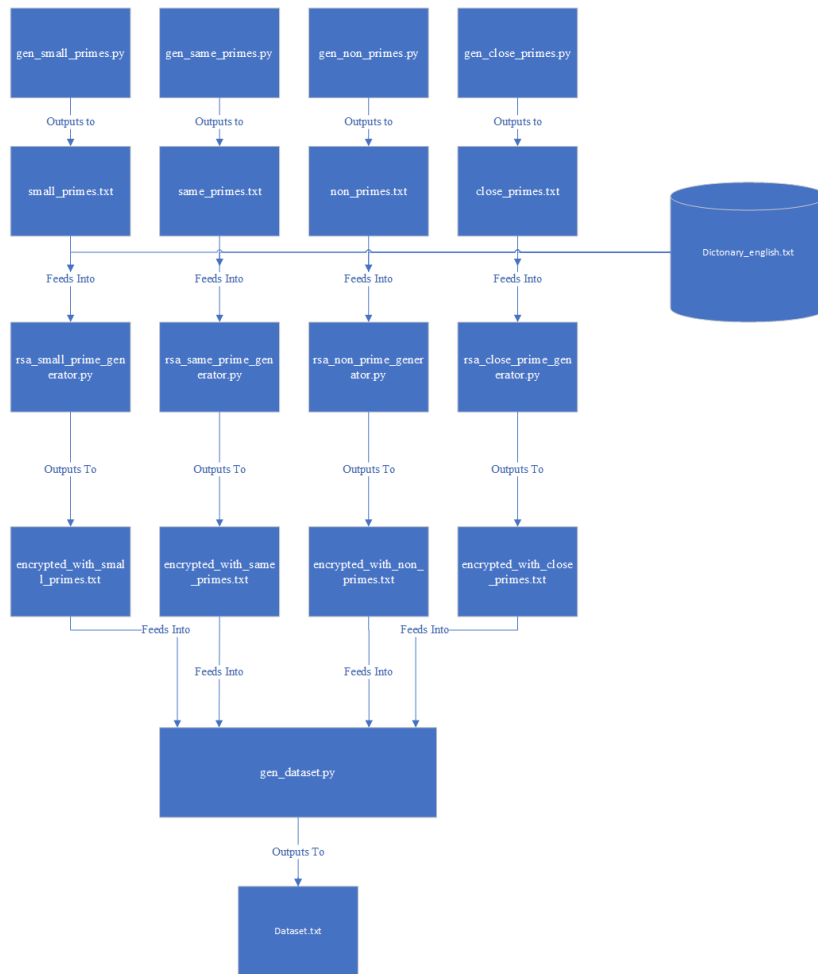 gen_small_primes.py
gen_same_primes.py
gen_non_primes.py
gen_close_primes.py
Outputs to
Outputs to
Outputs to
Outputs to
small_primes.txt
same_primes.txt
non_primes.txt
close_primes.txt
Dictonary_english.txt
Feeds Into
Feeds Into
Feeds Into
Feeds Into
rsa_small_prime_gen
erator.py
rsa_same_prime_gen
erator.py
rsa_non_prime_gener
ator.py
rsa_close_prime_gen
erator.py
Outputs To
Outputs To
Outputs To
Outputs To
encrypted_with_smal
l_primes.txt
encrypted_with_same
_primes.txt
encrypted_with_non_
primes.txt
encrypted_with_close
_primes.txt
Feeds Into
Feeds Into
Feeds Into
Feeds Into
gen_dataset.py
Outputs To
Dataset.txt